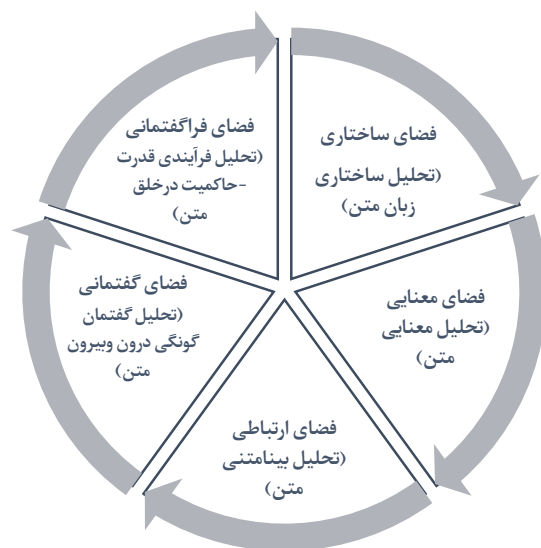 فضای ساختاری
(تحلیل ساختاری
زبان متن)
فضای معنایی
(تحلیل معنایی
متن)
فضای ارتباطی
(تحلیل بینامتنی
متن)
فضای گفتمانی
(تحلیل گفتمان
گونگی درون وبیرون
متن)
فضای فراگفتمانی
(تحلیل فرآیندی قدرت
-حاکمیت درخلق
متن)